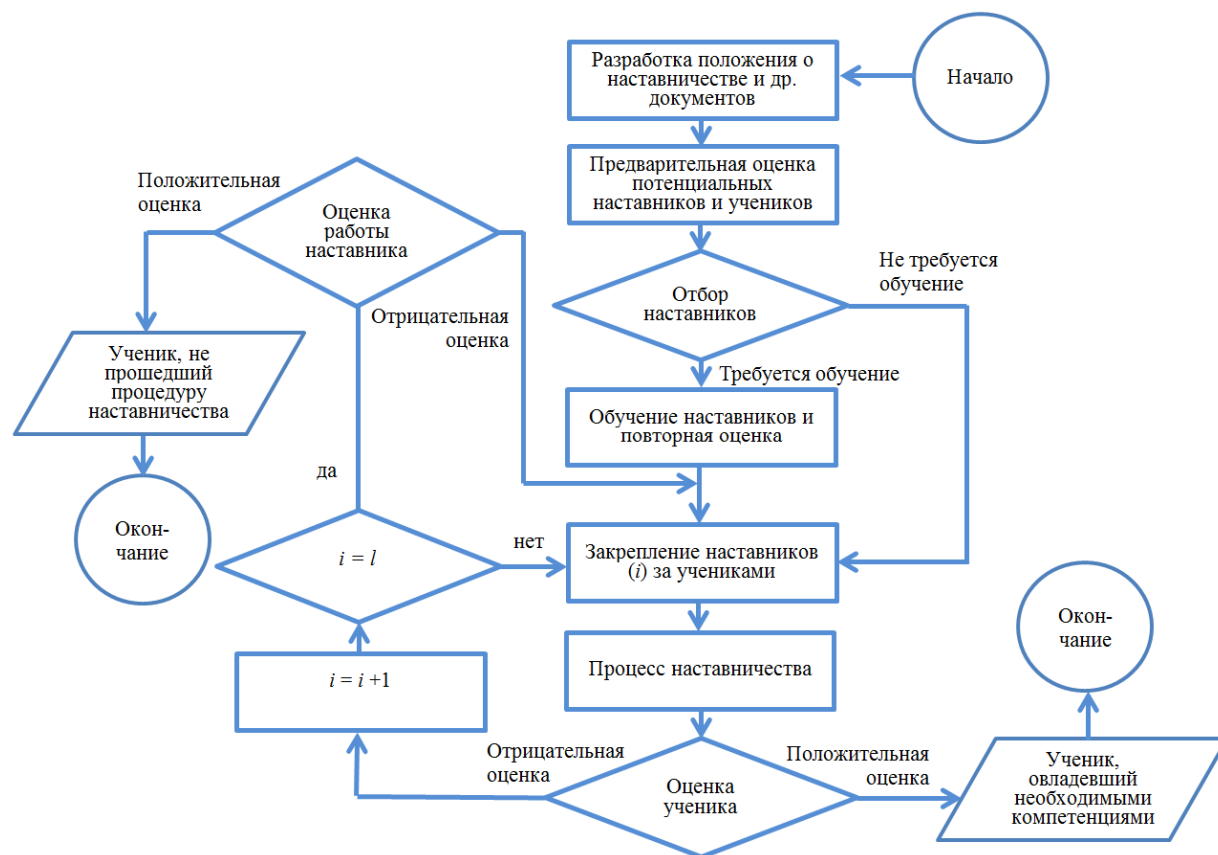 Разработка положения о
наставничестве и др.
документов
Начало
Предварительная оценка
потенциальных
наставников и учеников
Положительная
оценка
Оценка
работы
наставника
Не требуется
обучение
Отбор
наставников
Отрицательная
оценка
Ученик, не
прошедший
процедуру
наставничества
Требуется обучение
Обучение наставников и
повторная оценка
да
Окон-
чание
i = l
нет
Закрепление наставников
(i) за учениками
Окон-
чание
Процесс наставничества
i = i +1
Отрицательная
оценка
Оценка
ученика
Положительная
оценка
Ученик,
овладевший
необходимыми
компетенциями